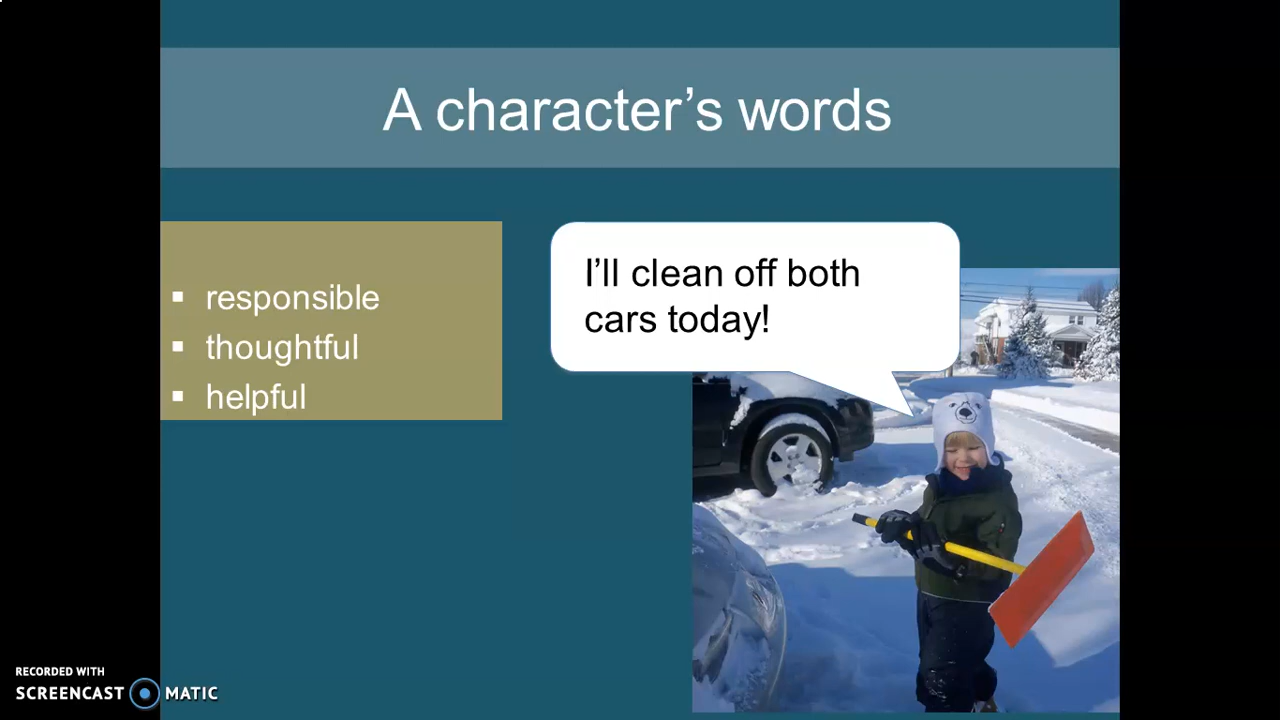 A character's words
▪ responsible
▪ thoughtful
▪ helpful
I'll clean off both
cars today!
RECORDED WITH
SCREENCAST MATIC